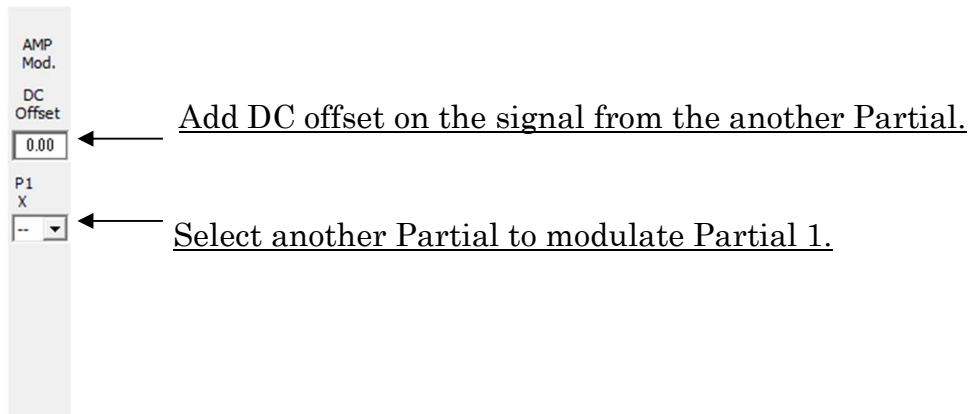 AMP
Mod.
DC
Offset
0.00
Add DC offset on the signal from the another Partial.
P1
X
--
Select another Partial to modulate Partial 1.